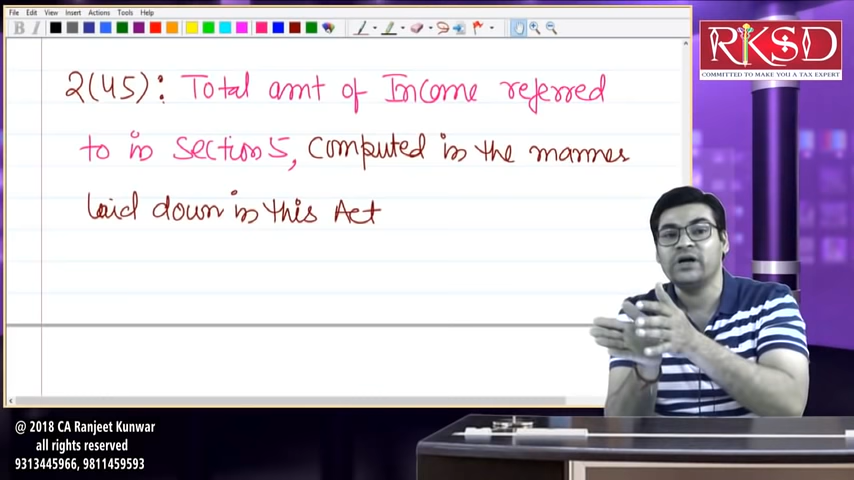 File Edit View Insert Actions Tools Help
B I
RKSD
COMMITTED TO MAKE YOU A TAX EXPERT
2(45): Total amt of Income referred
to in Section 5, computed in the manner
laid down in this Act
@ 2018 CA Ranjeet Kunwar
all rights reserved
9313445966, 9811459593